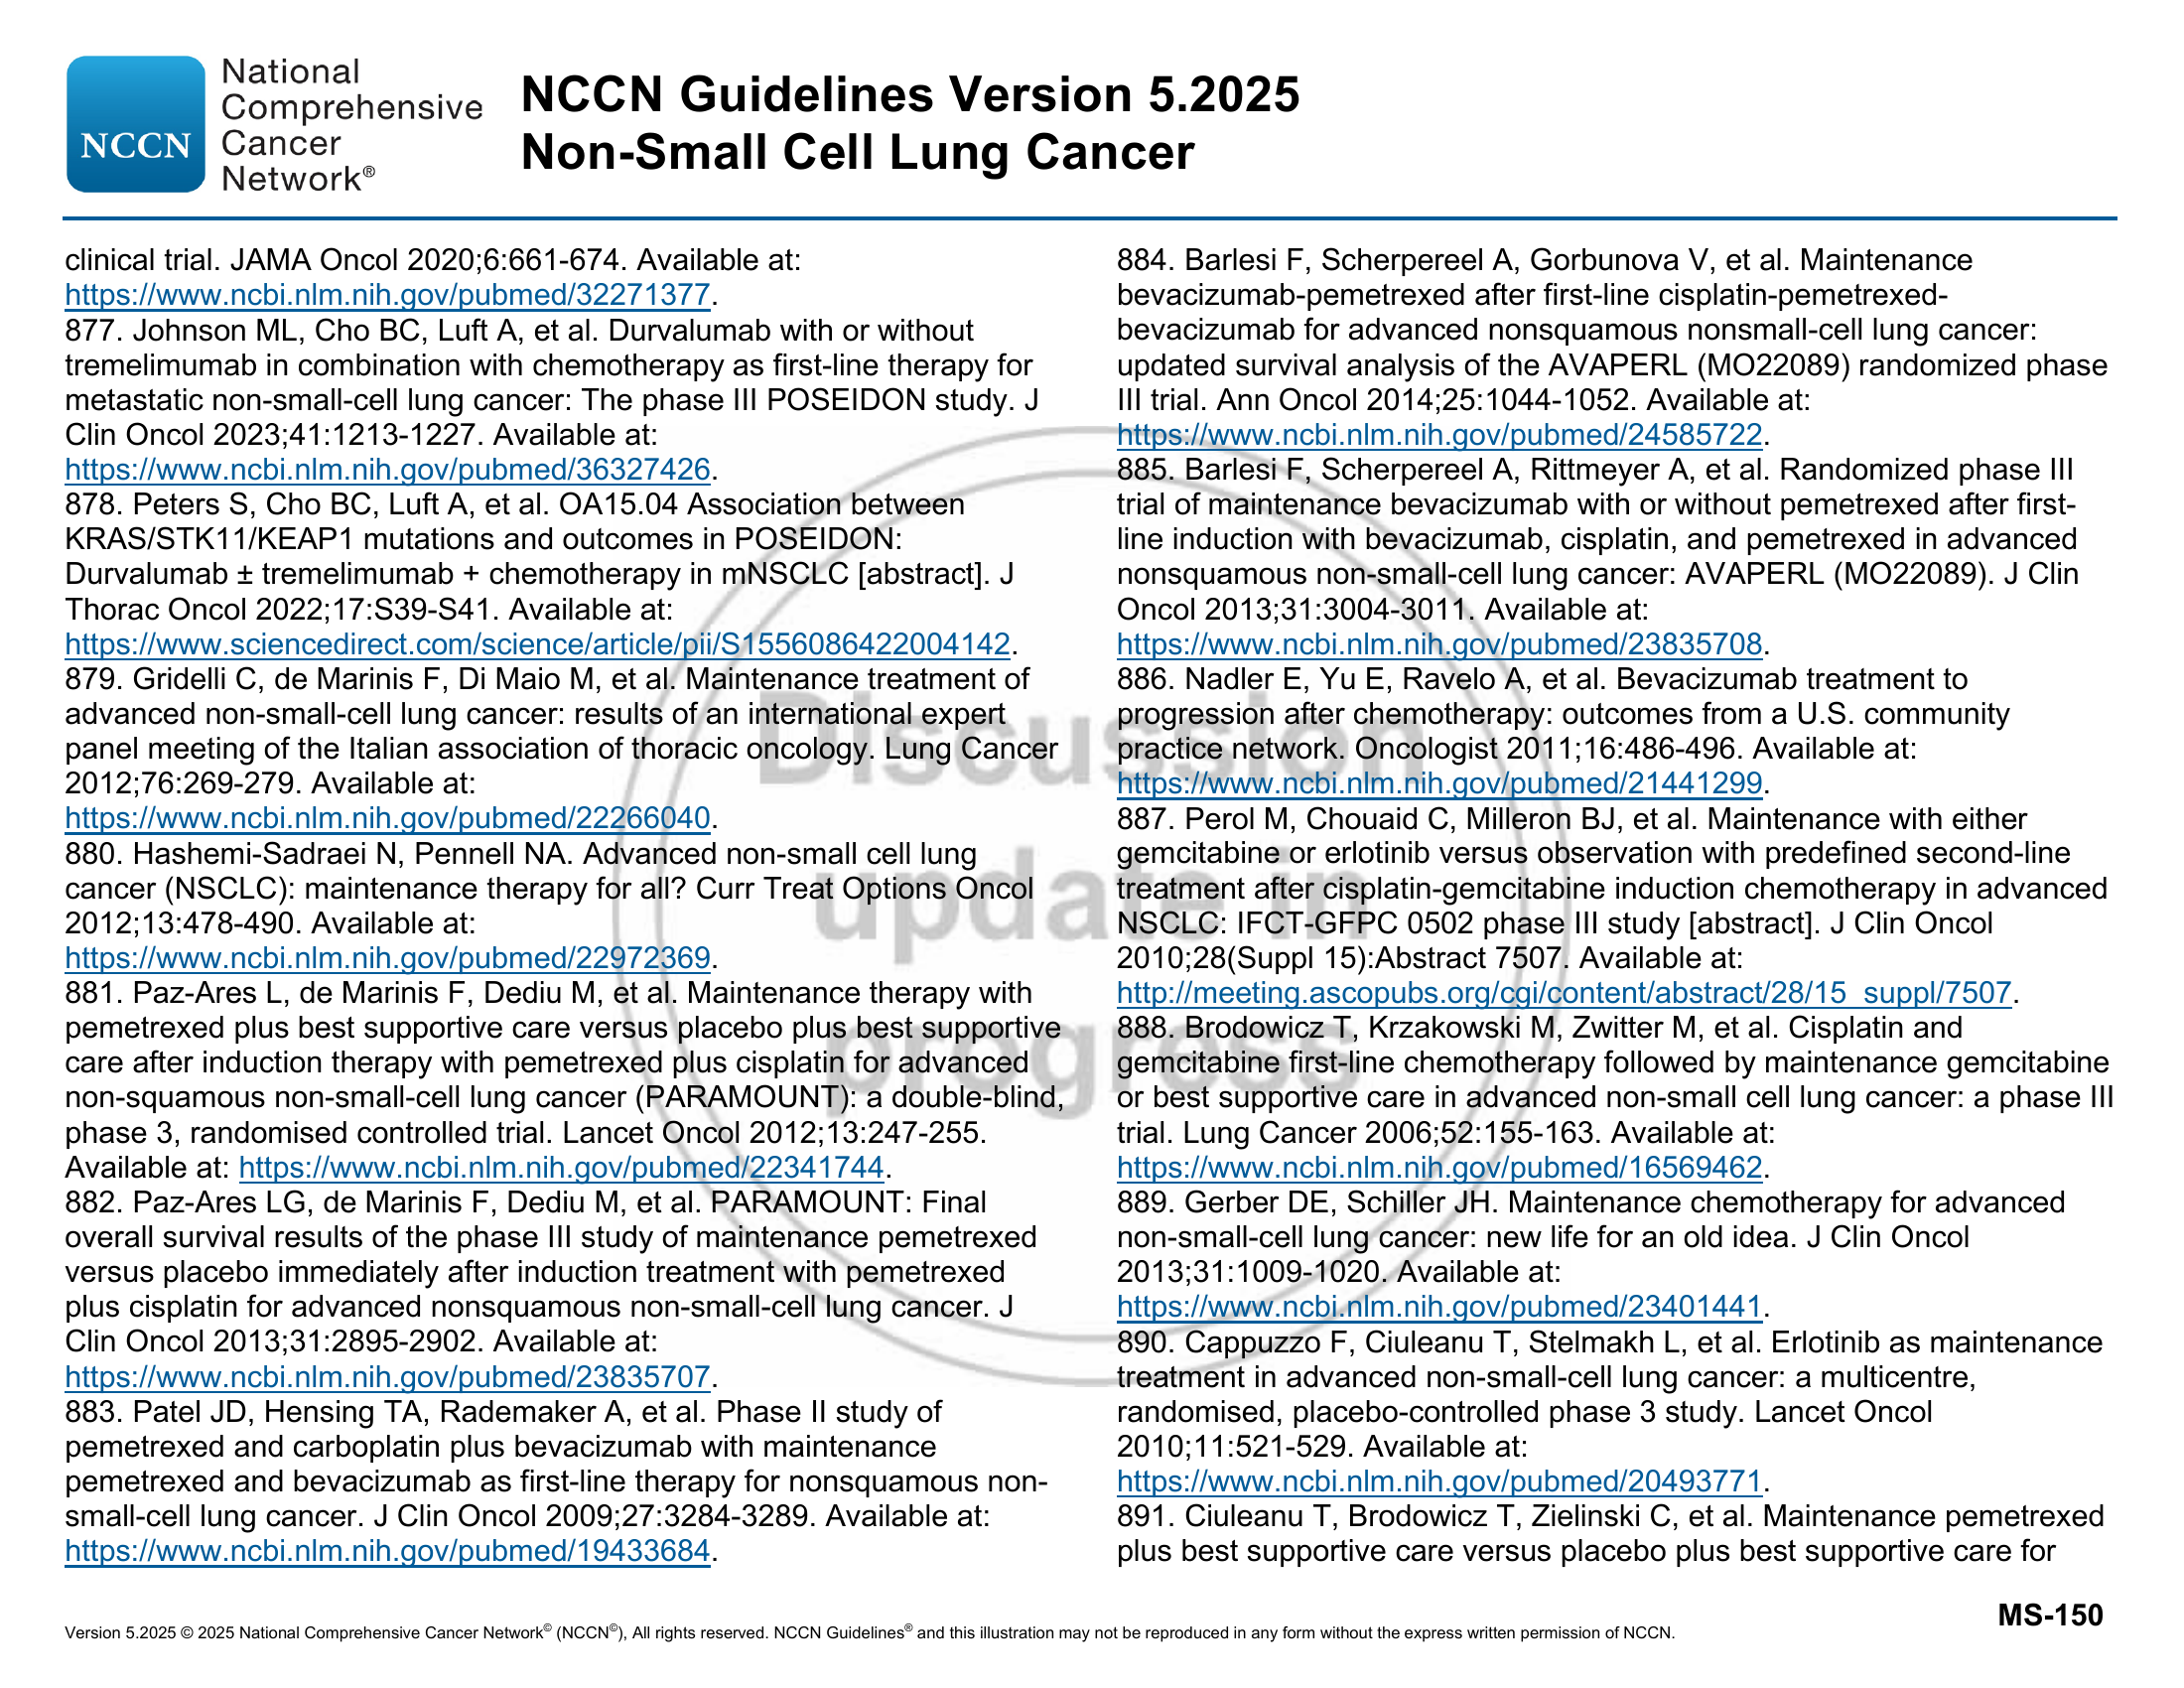 NCCN
National
Comprehensive
Cancer
Network®
NCCN Guidelines Version 5.2025
Non-Small Cell Lung Cancer
clinical trial. JAMA Oncol 2020;6:661-674. Available at:
https://www.ncbi.nlm.nih.gov/pubmed/32271377.
877. Johnson ML, Cho BC, Luft A, et al. Durvalumab with or without
tremelimumab in combination with chemotherapy as first-line therapy for
metastatic non-small-cell lung cancer: The phase III POSEIDON study. J
Clin Oncol 2023;41:1213-1227. Available at:
https://www.ncbi.nlm.nih.gov/pubmed/36327426.
878. Peters S, Cho BC, Luft A, et al. OA15.04 Association between
KRAS/STK11/KEAP1 mutations and outcomes in POSEIDON:
Durvalumab ± tremelimumab + chemotherapy in mNSCLC [abstract]. J
Thorac Oncol 2022;17:S39-S41. Available at:
https://www.sciencedirect.com/science/article/pii/S1556086422004142.
879. Gridelli C, de Marinis F, Di Maio M, et al. Maintenance treatment of
advanced non-small-cell lung cancer: results of an international expert
panel meeting of the Italian association of thoracic oncology. Lung Cancer
2012;76:269-279. Available at:
https://www.ncbi.nlm.nih.gov/pubmed/22266040.
880. Hashemi-Sadraei N, Pennell NA. Advanced non-small cell lung
cancer (NSCLC): maintenance therapy for all? Curr Treat Options Oncol
2012;13:478-490. Available at:
https://www.ncbi.nlm.nih.gov/pubmed/22972369.
881. Paz-Ares L, de Marinis F, Dediu M, et al. Maintenance therapy with
pemetrexed plus best supportive care versus placebo plus best supportive
care after induction therapy with pemetrexed plus cisplatin for advanced
non-squamous non-small-cell lung cancer (PARAMOUNT): a double-blind,
phase 3, randomised controlled trial. Lancet Oncol 2012;13:247-255.
Available at: https://www.ncbi.nlm.nih.gov/pubmed/22341744.
882. Paz-Ares LG, de Marinis F, Dediu M, et al. PARAMOUNT: Final
overall survival results of the phase III study of maintenance pemetrexed
versus placebo immediately after induction treatment with pemetrexed
plus cisplatin for advanced nonsquamous non-small-cell lung cancer. J
Clin Oncol 2013;31:2895-2902. Available at:
https://www.ncbi.nlm.nih.gov/pubmed/23835707.
883. Patel JD, Hensing TA, Rademaker A, et al. Phase II study of
pemetrexed and carboplatin plus bevacizumab with maintenance
pemetrexed and bevacizumab as first-line therapy for nonsquamous non-
small-cell lung cancer. J Clin Oncol 2009;27:3284-3289. Available at:
https://www.ncbi.nlm.nih.gov/pubmed/19433684.
884. Barlesi F, Scherpereel A, Gorbunova V, et al. Maintenance
bevacizumab-pemetrexed after first-line cisplatin-pemetrexed-
bevacizumab for advanced nonsquamous nonsmall-cell lung cancer:
updated survival analysis of the AVAPERL (MO22089) randomized phase
III trial. Ann Oncol 2014;25:1044-1052. Available at:
https://www.ncbi.nlm.nih.gov/pubmed/24585722.
885. Barlesi F, Scherpereel A, Rittmeyer A, et al. Randomized phase III
trial of maintenance bevacizumab with or without pemetrexed after first-
line induction with bevacizumab, cisplatin, and pemetrexed in advanced
nonsquamous non-small-cell lung cancer: AVAPERL (MO22089). J Clin
Oncol 2013;31:3004-3011. Available at:
https://www.ncbi.nlm.nih.gov/pubmed/23835708.
886. Nadler E, Yu E, Ravelo A, et al. Bevacizumab treatment to
progression after chemotherapy: outcomes from a U.S. community
practice network. Oncologist 2011;16:486-496. Available at:
https://www.ncbi.nlm.nih.gov/pubmed/21441299.
887. Perol M, Chouaid C, Milleron BJ, et al. Maintenance with either
gemcitabine or erlotinib versus observation with predefined second-line
treatment after cisplatin-gemcitabine induction chemotherapy in advanced
NSCLC: IFCT-GFPC 0502 phase III study [abstract]. J Clin Oncol
2010;28(Suppl 15):Abstract 7507. Available at:
http://meeting.ascopubs.org/cgi/content/abstract/28/15_suppl/7507.
888. Brodowicz T, Krzakowski M, Zwitter M, et al. Cisplatin and
gemcitabine first-line chemotherapy followed by maintenance gemcitabine
or best supportive care in advanced non-small cell lung cancer: a phase III
trial. Lung Cancer 2006;52:155-163. Available at:
https://www.ncbi.nlm.nih.gov/pubmed/16569462.
889. Gerber DE, Schiller JH. Maintenance chemotherapy for advanced
non-small-cell lung cancer: new life for an old idea. J Clin Oncol
2013;31:1009-1020. Available at:
https://www.ncbi.nlm.nih.gov/pubmed/23401441.
890. Cappuzzo F, Ciuleanu T, Stelmakh L, et al. Erlotinib as maintenance
treatment in advanced non-small-cell lung cancer: a multicentre,
randomised, placebo-controlled phase 3 study. Lancet Oncol
2010;11:521-529. Available at:
https://www.ncbi.nlm.nih.gov/pubmed/20493771.
891. Ciuleanu T, Brodowicz T, Zielinski C, et al. Maintenance pemetrexed
plus best supportive care versus placebo plus best supportive care for
Discussion
update in
progress
MS-150
Version 5.2025 © 2025 National Comprehensive Cancer Network© (NCCN©), All rights reserved. NCCN Guidelines® and this illustration may not be reproduced in any form without the express written permission of NCCN.